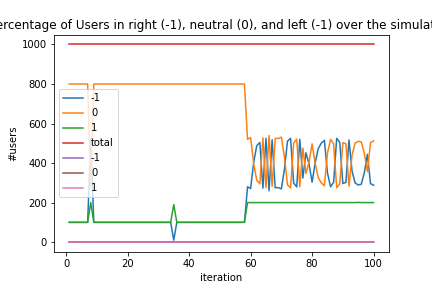 ercentage of Users in right (-1), neutral (0), and left (-1) over the simulat
1000
800
600
400
200
0
#users
-1
0
1
total
-1
0
1
0 20 40 60 80 100
iteration